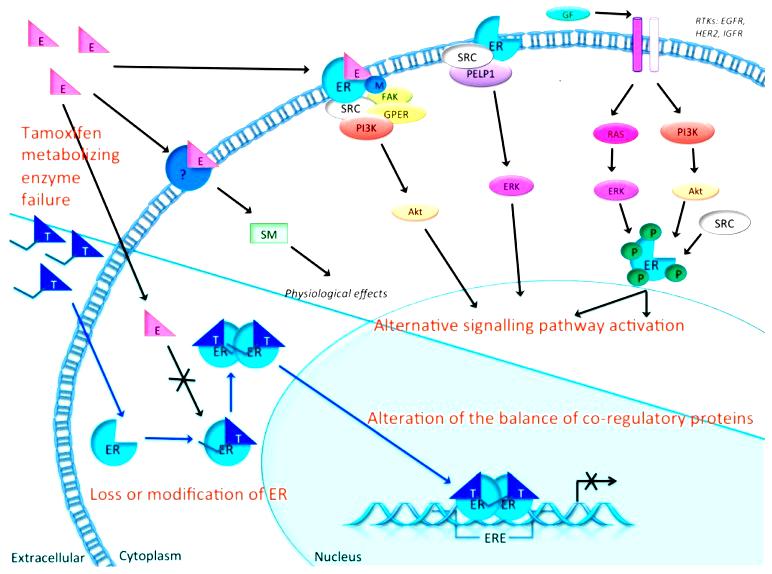 GF
RTKs: EGFR,
HER2, IGFR
E
E
E
E
ER
M
FAK
SRC
GPER
PI3K
ER
SRC
PELP1
RAS
PI3K
ERK
ERK
Akt
Akt
SRC
P
P
P
P
ER
Tamoxifen
metabolizing
enzyme
failure
?
E
SM
Physiological effects
T
T
T
E
T
T
ER
ER
ER
T
ER
Alternative signalling pathway activation
Alteration of the balance of co-regulatory proteins
Loss or modification of ER
T
T
ER
ER
ERE
Extracellular
Cytoplasm
Nucleus